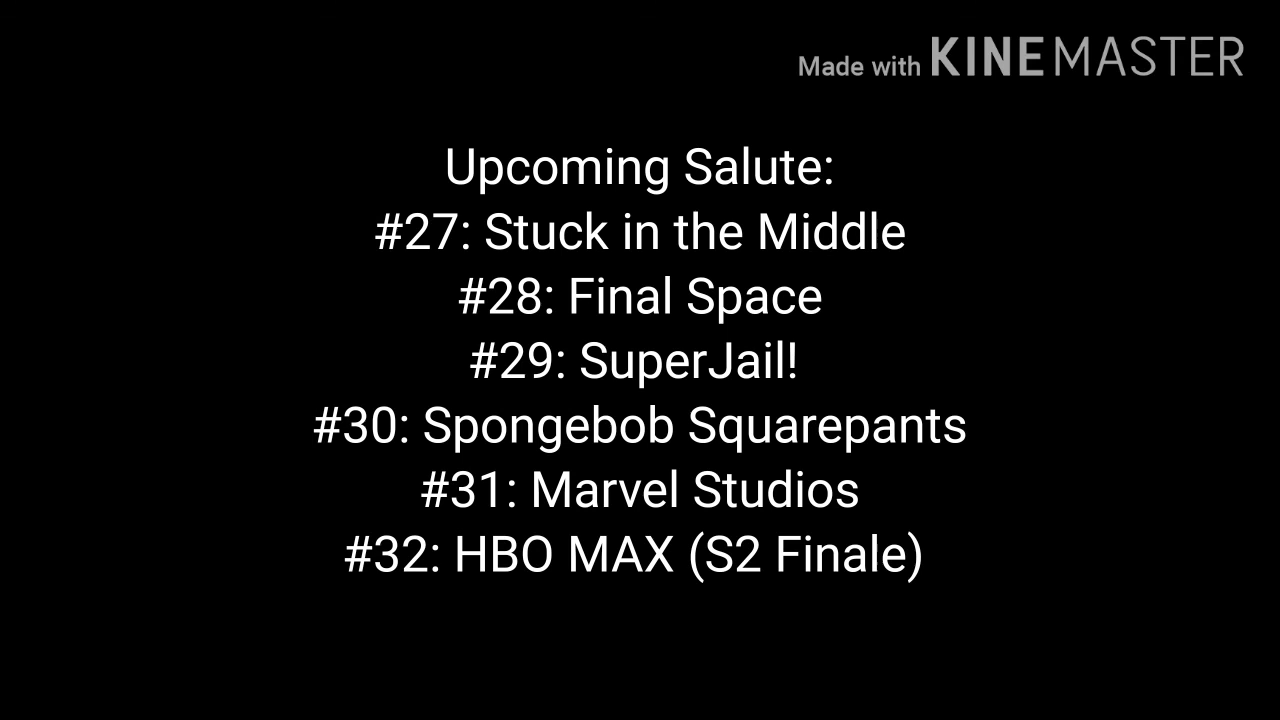 Made with KINEMASTER
Upcoming Salute:
#27: Stuck in the Middle
#28: Final Space
#29: SuperJail!
#30: Spongebob Squarepants
#31: Marvel Studios
#32: HBO MAX (S2 Finale)